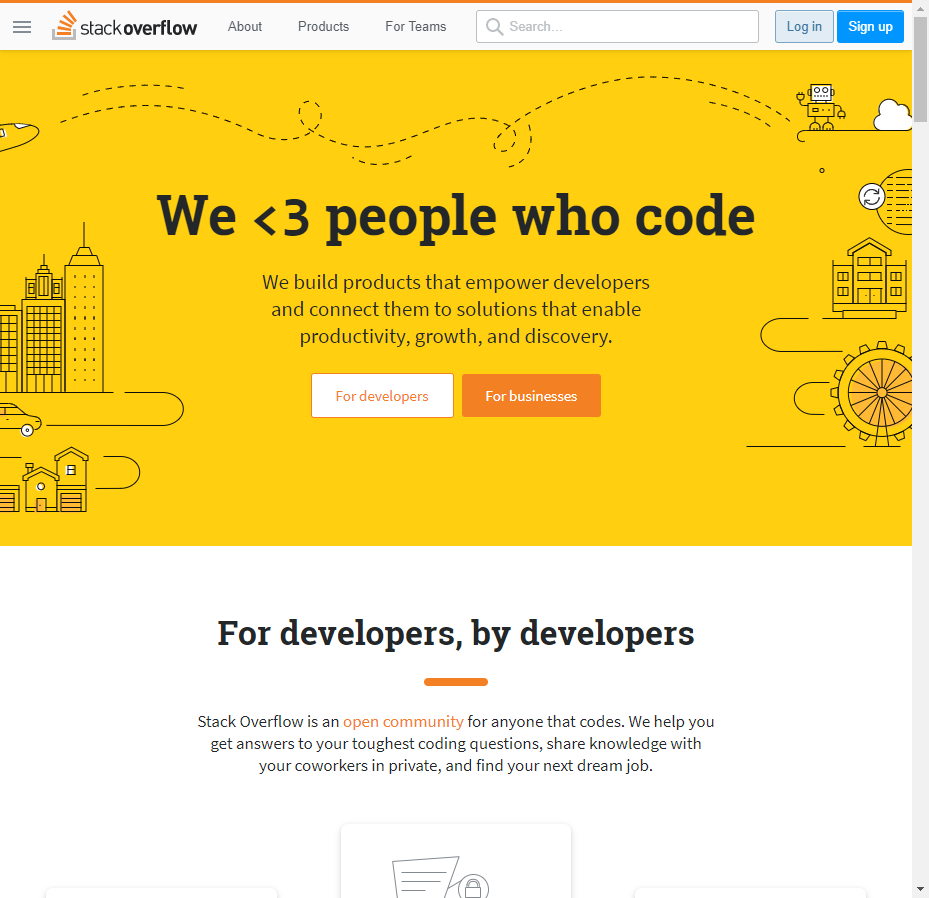 stackoverflow About Products For Teams Search... Log in Sign up
We <3 people who code
We build products that empower developers
and connect them to solutions that enable
productivity, growth, and discovery.
For developers For businesses
For developers, by developers
Stack Overflow is an open community for anyone that codes. We help you
get answers to your toughest coding questions, share knowledge with
your coworkers in private, and find your next dream job.